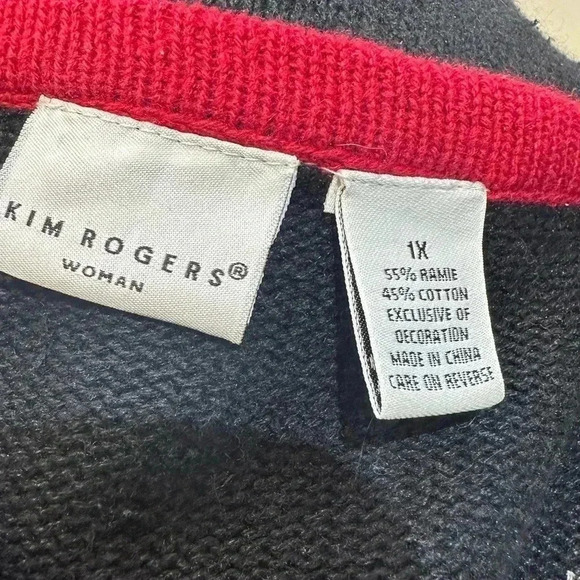 KIM ROGERS®
WOMAN
1X
55% RAMIE
45% COTTON
EXCLUSIVE OF
DECORATION
MADE IN CHINA
CARE ON REVERSE